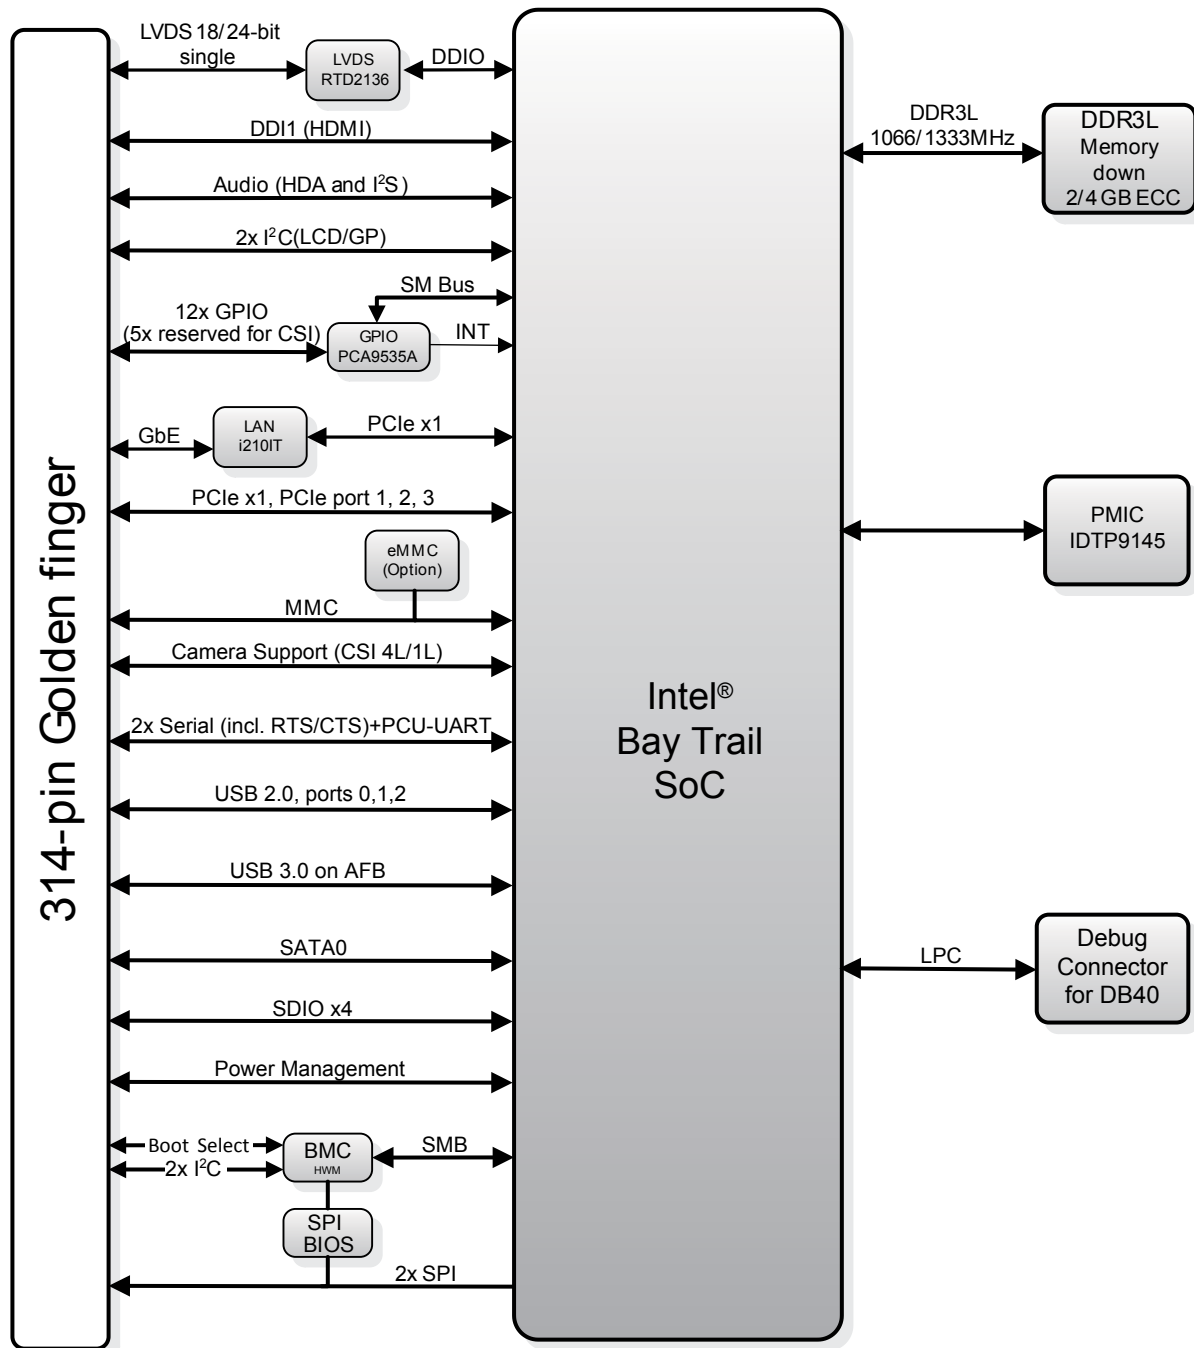 LVDS 18/24-bit
single
LVDS
RTD2136
DDIO
DDI1 (HDMI)
Audio (HDA and I²S)
2x I²C(LCD/GP)
SM Bus
12x GPIO
(5x reserved for CSI)
GPIO
PCA9535A
INT
LAN
i210IT
GbE
PCIe x1
PCIe x1, PCIe port 1, 2, 3
eMMC
(Option)
MMC
Camera Support (CSI 4L/1L)
2x Serial (incl. RTS/CTS)+PCU-UART
USB 2.0, ports 0,1,2
USB 3.0 on AFB
SATA0
SDIO x4
Power Management
Boot Select
2x I²C
BMC
HWM
SMB
SPI
BIOS
2x SPI
314-pin Golden finger
Intel®
Bay Trail
SoC
DDR3L
1066/1333MHz
DDR3L
Memory
down
2/4 GB ECC
PMIC
IDTP9145
LPC
Debug
Connector
for DB40